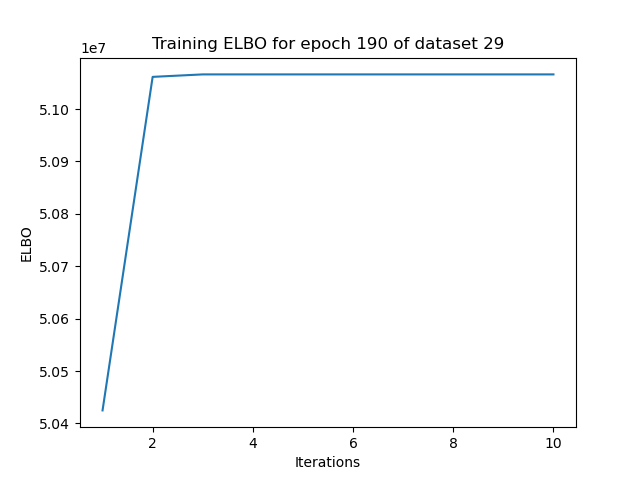 Training ELBO for epoch 190 of dataset 29
1e7
5.10
5.09
5.08
5.07
5.06
5.05
5.04
ELBO
2 4 6 8 10
Iterations